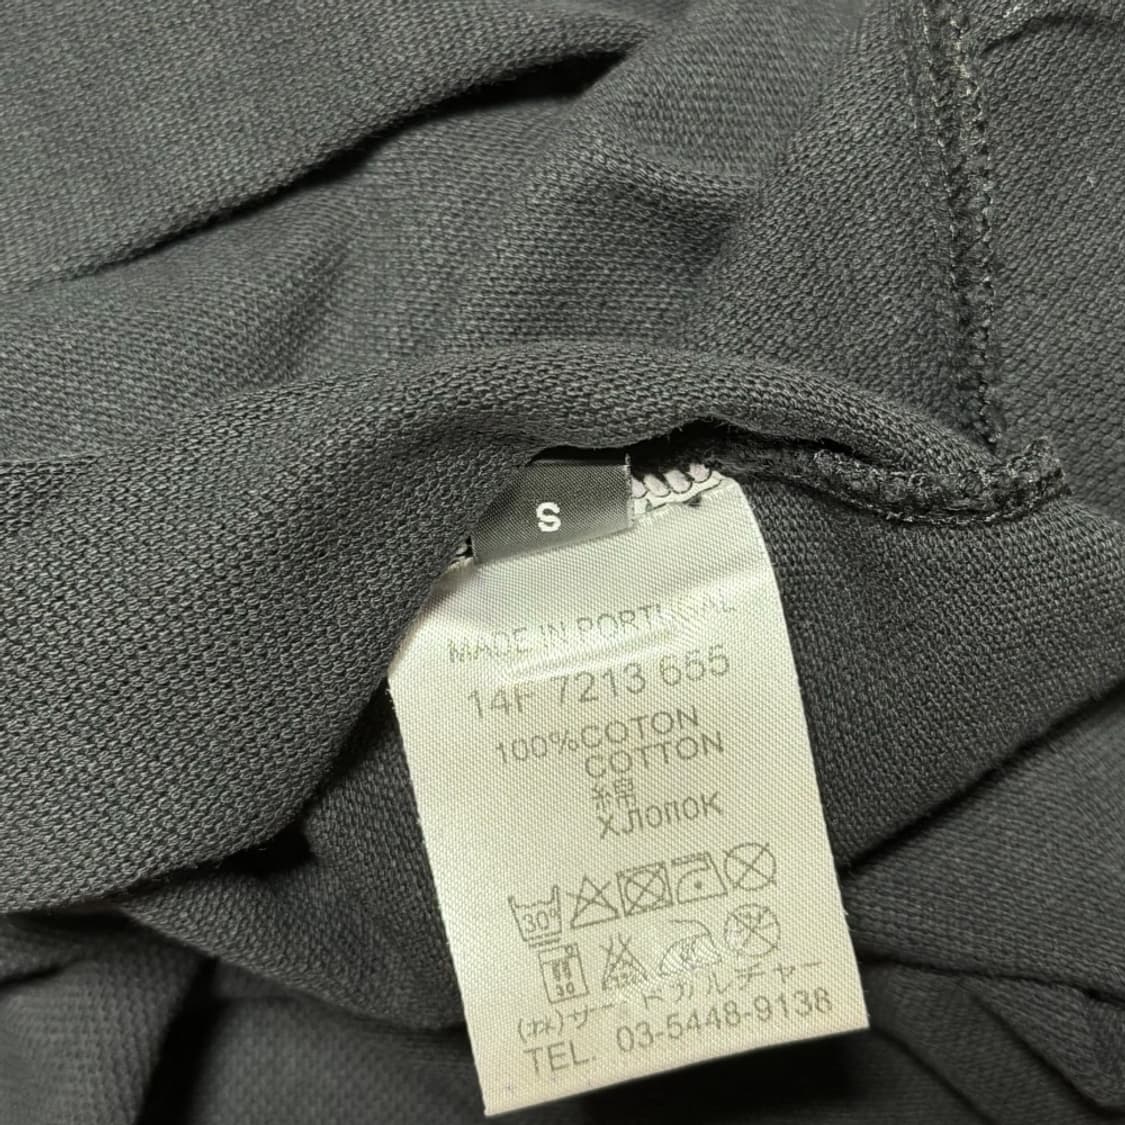 S
MADE IN PORTUGAL
14F 7213 655
100%COTON
COTTON
綿
ХЛОПОК
30°
(株)サードカルチャー
TEL. 03-5448-9138